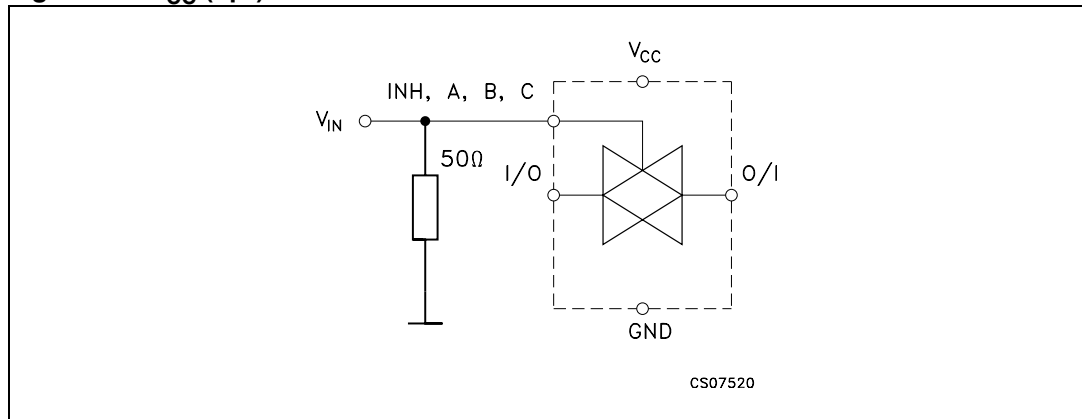 V_CC
INH, A, B, C
V_IN
50Ω
I/O
O/I
GND
CS07520